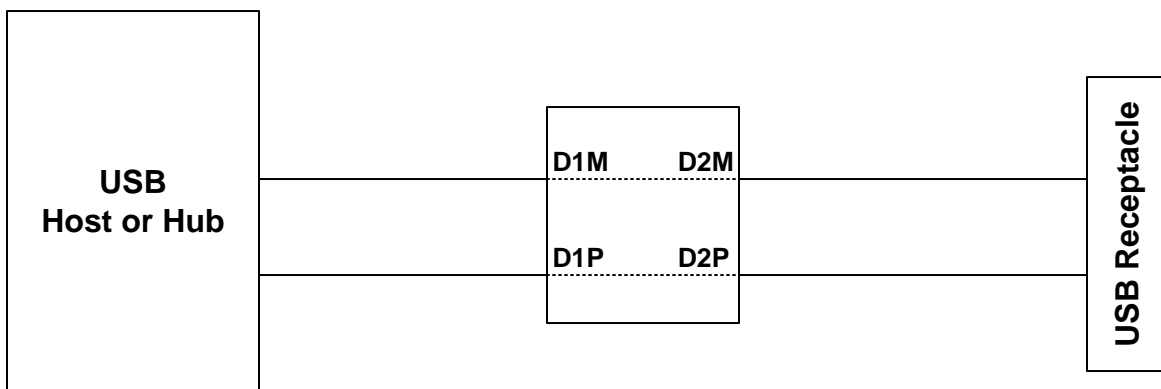 USB
Host or Hub
D1M
D2M
D1P
D2P
USB Receptacle